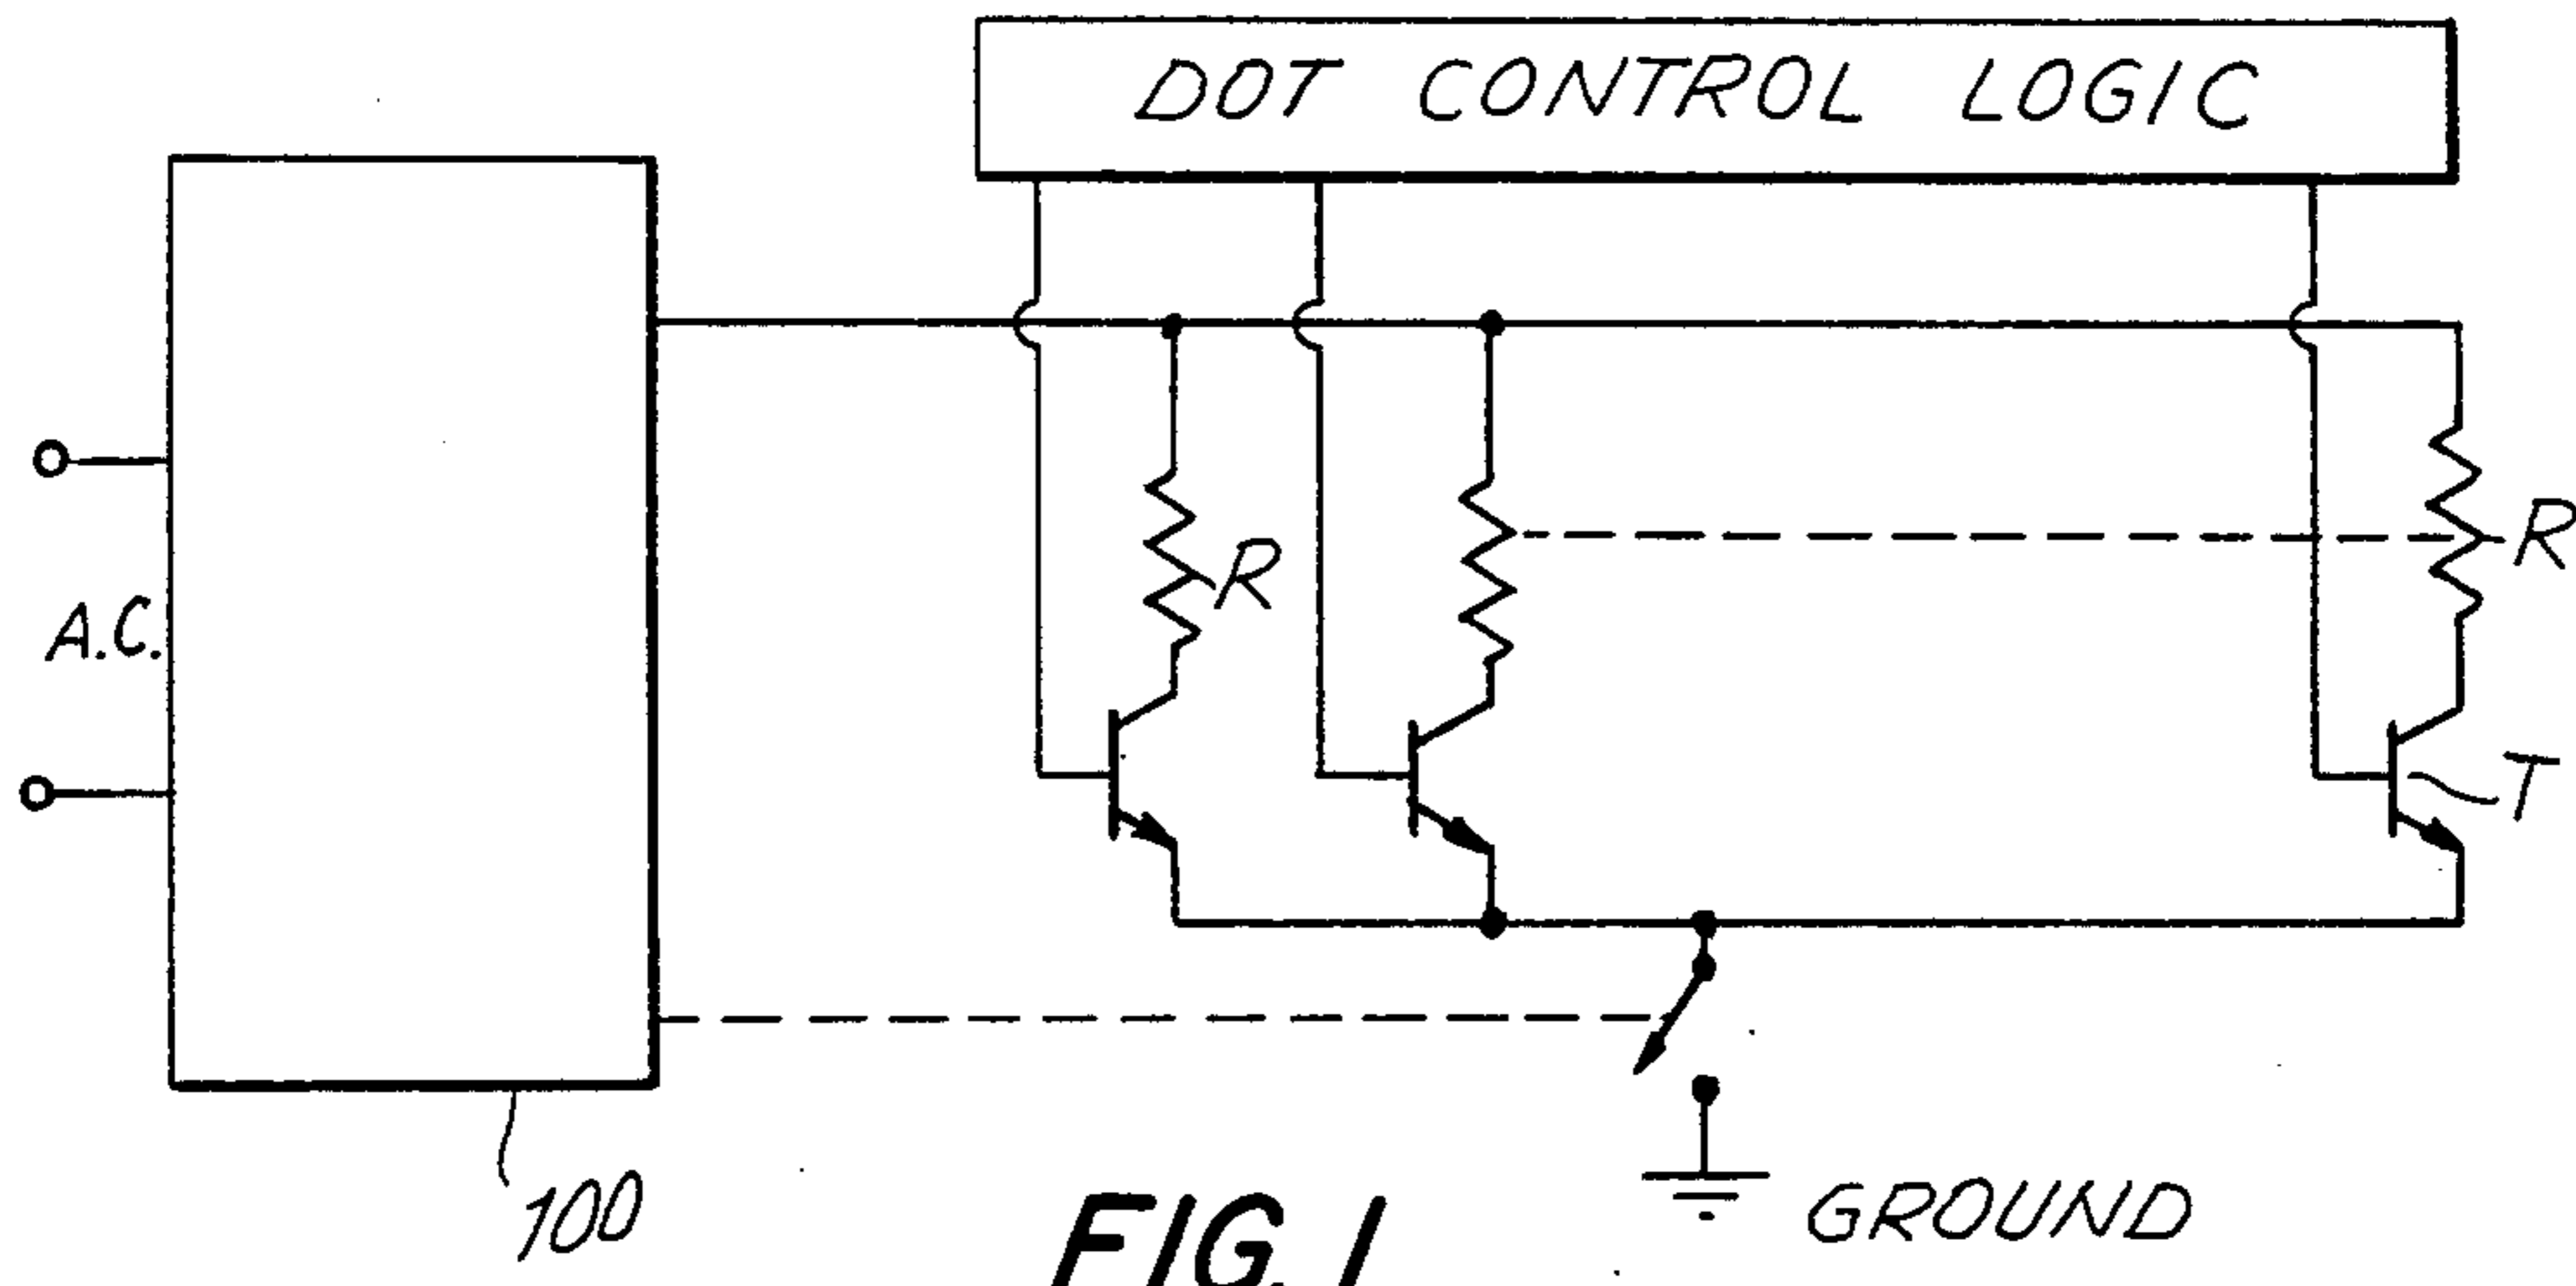 DOT CONTROL LOGIC
R
R
A.C.
T
100
GROUND
FIG. 1